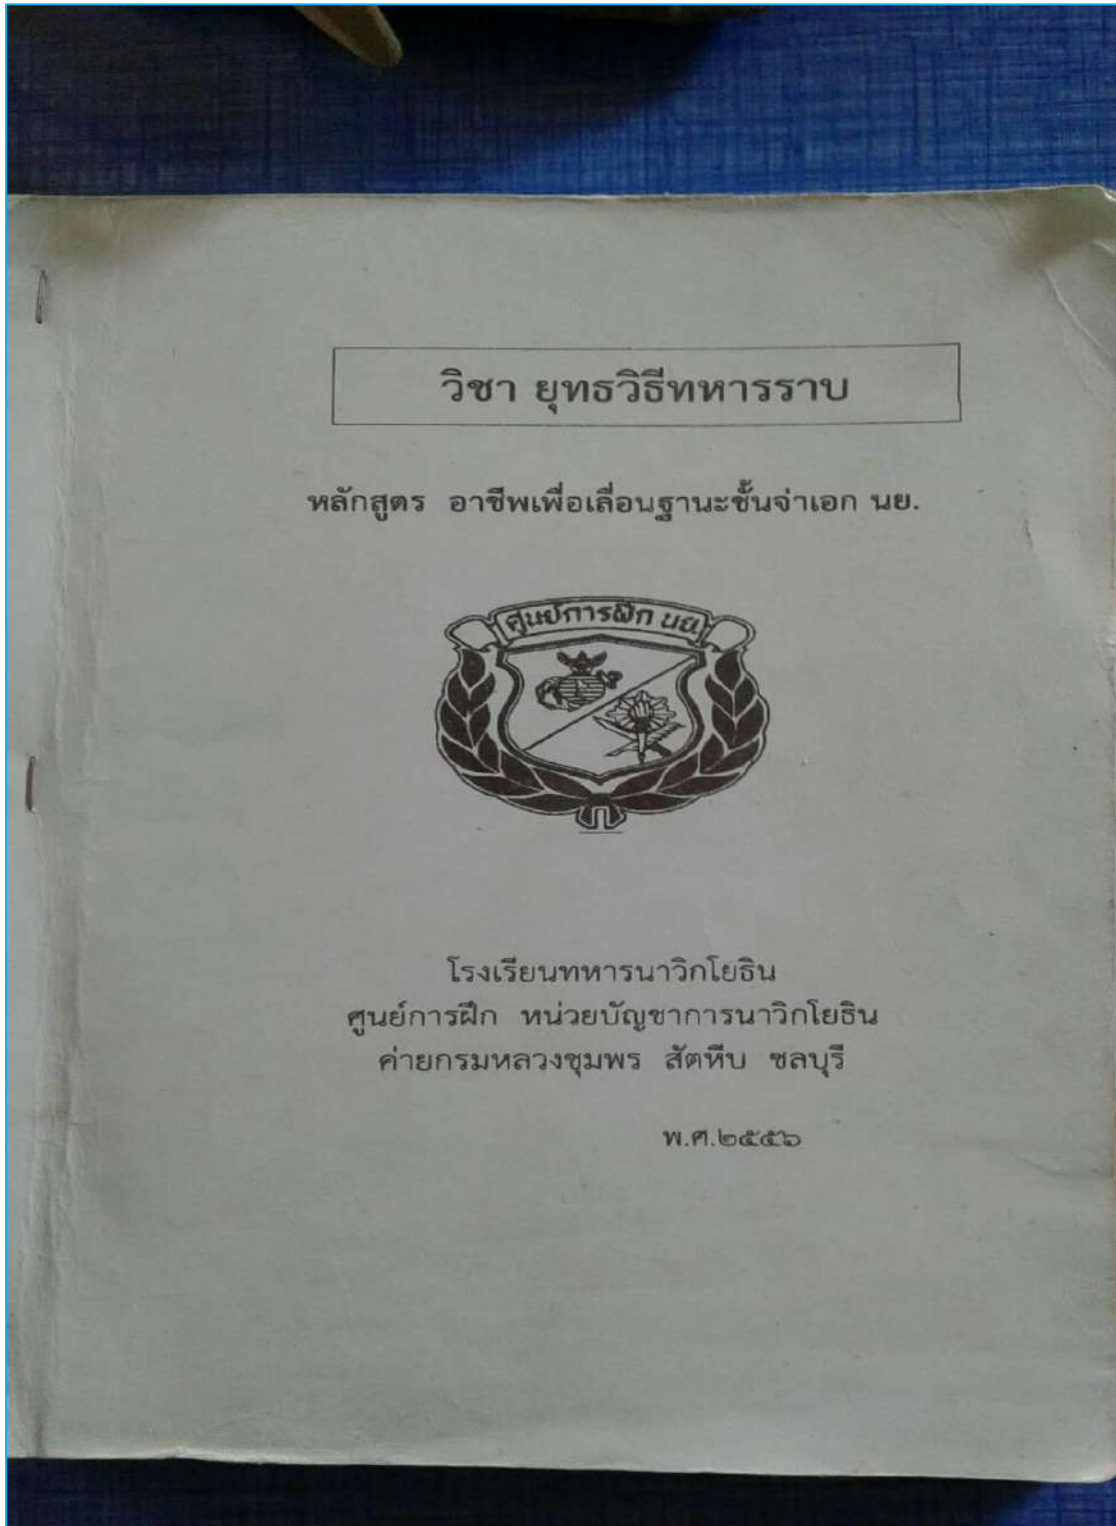 วิชา ยุทธวิธีทหารราบ
หลักสูตร อาชีพเพื่อเลื่อนฐานะชั้นจ่าเอก นย.
ศูนย์การฝึก นย.
โรงเรียนทหารนาวิกโยธิน
ศูนย์การฝึก หน่วยบัญชาการนาวิกโยธิน
ค่ายกรมหลวงชุมพร สัตหีบ ชลบุรี
พ.ศ.๒๕๕๖